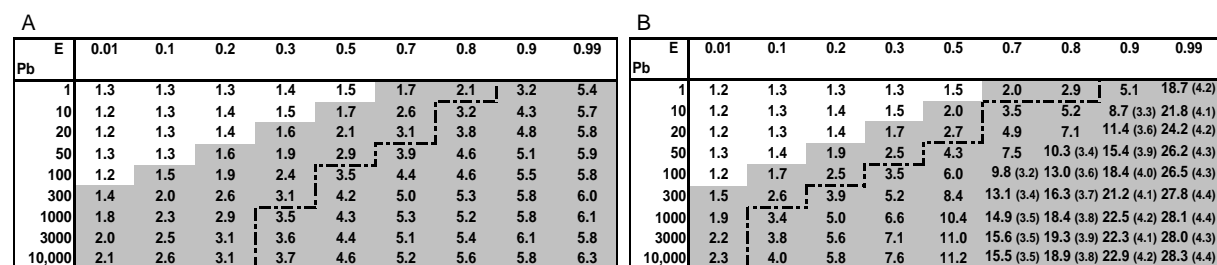 A
E 0.01 0.1 0.2 0.3 0.5 0.7 0.8 0.9 0.99
Pb
1 1.3 1.3 1.3 1.4 1.5 1.7 2.1 3.2 5.4
10 1.2 1.3 1.4 1.5 1.7 2.6 3.2 4.3 5.7
20 1.2 1.3 1.4 1.6 2.1 3.1 3.8 4.8 5.8
50 1.3 1.3 1.6 1.9 2.9 3.9 4.6 5.1 5.9
100 1.2 1.5 1.9 2.4 3.5 4.4 4.6 5.5 5.8
300 1.4 2.0 2.6 3.1 4.2 5.0 5.3 5.8 6.0
1000 1.8 2.3 2.9 3.5 4.3 5.3 5.2 5.8 6.1
3000 2.0 2.5 3.1 3.6 4.4 5.1 5.4 6.1 5.8
10,000 2.1 2.6 3.1 3.7 4.6 5.2 5.6 5.8 6.3
B
E 0.01 0.1 0.2 0.3 0.5 0.7 0.8 0.9 0.99
Pb
1 1.2 1.3 1.3 1.3 1.5 2.0 2.9 5.1 18.7 (4.2)
10 1.2 1.3 1.4 1.5 2.0 3.5 5.2 8.7 (3.3) 21.8 (4.1)
20 1.2 1.3 1.4 1.7 2.7 4.9 7.1 11.4 (3.6) 24.2 (4.2)
50 1.3 1.4 1.9 2.5 4.3 7.5 10.3 (3.4) 15.4 (3.9) 26.2 (4.3)
100 1.2 1.7 2.5 3.5 6.0 9.8 (3.2) 13.0 (3.6) 18.4 (4.0) 26.5 (4.3)
300 1.5 2.6 3.9 5.2 8.4 13.1 (3.4) 16.3 (3.7) 21.2 (4.1) 27.8 (4.4)
1000 1.9 3.4 5.0 6.6 10.4 14.9 (3.5) 18.4 (3.8) 22.5 (4.2) 28.1 (4.4)
3000 2.2 3.8 5.6 7.1 11.0 15.6 (3.5) 19.3 (3.9) 22.3 (4.1) 28.0 (4.3)
10,000 2.3 4.0 5.8 7.6 11.2 15.5 (3.5) 18.9 (3.8) 22.9 (4.2) 28.3 (4.4)